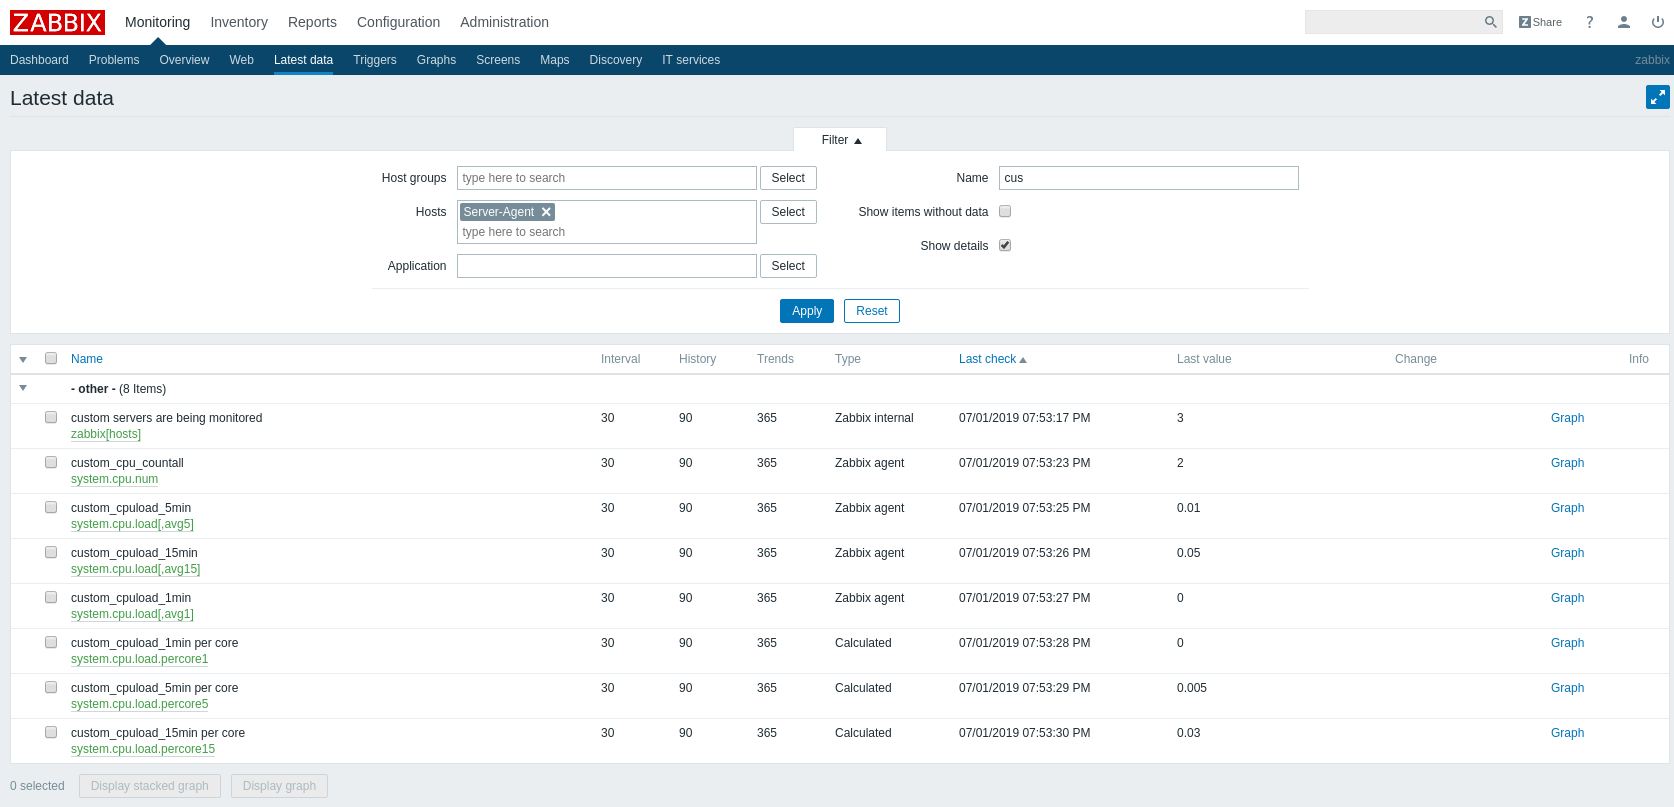 ZABBIX Monitoring Inventory Reports Configuration Administration Z Share ?
Dashboard Problems Overview Web Latest data Triggers Graphs Screens Maps Discovery IT services zabbix
Latest data
Filter
Host groups type here to search Select Name cus
Hosts Server-Agent Select Show items without data
type here to search
Show details
Application Select
Apply Reset
Name Interval History Trends Type Last check Last value Change Info
- other - (8 Items)
custom servers are being monitored 30 90 365 Zabbix internal 07/01/2019 07:53:17 PM 3 Graph
zabbix[hosts]
custom_cpu_countall 30 90 365 Zabbix agent 07/01/2019 07:53:23 PM 2 Graph
system.cpu.num
custom_cpuload_5min 30 90 365 Zabbix agent 07/01/2019 07:53:25 PM 0.01 Graph
system.cpu.load[,avg5]
custom_cpuload_15min 30 90 365 Zabbix agent 07/01/2019 07:53:26 PM 0.05 Graph
system.cpu.load[,avg15]
custom_cpuload_1min 30 90 365 Zabbix agent 07/01/2019 07:53:27 PM 0 Graph
system.cpu.load[,avg1]
custom_cpuload_1min per core 30 90 365 Calculated 07/01/2019 07:53:28 PM 0 Graph
system.cpu.load.percore1
custom_cpuload_5min per core 30 90 365 Calculated 07/01/2019 07:53:29 PM 0.005 Graph
system.cpu.load.percore5
custom_cpuload_15min per core 30 90 365 Calculated 07/01/2019 07:53:30 PM 0.03 Graph
system.cpu.load.percore15
0 selected Display stacked graph Display graph